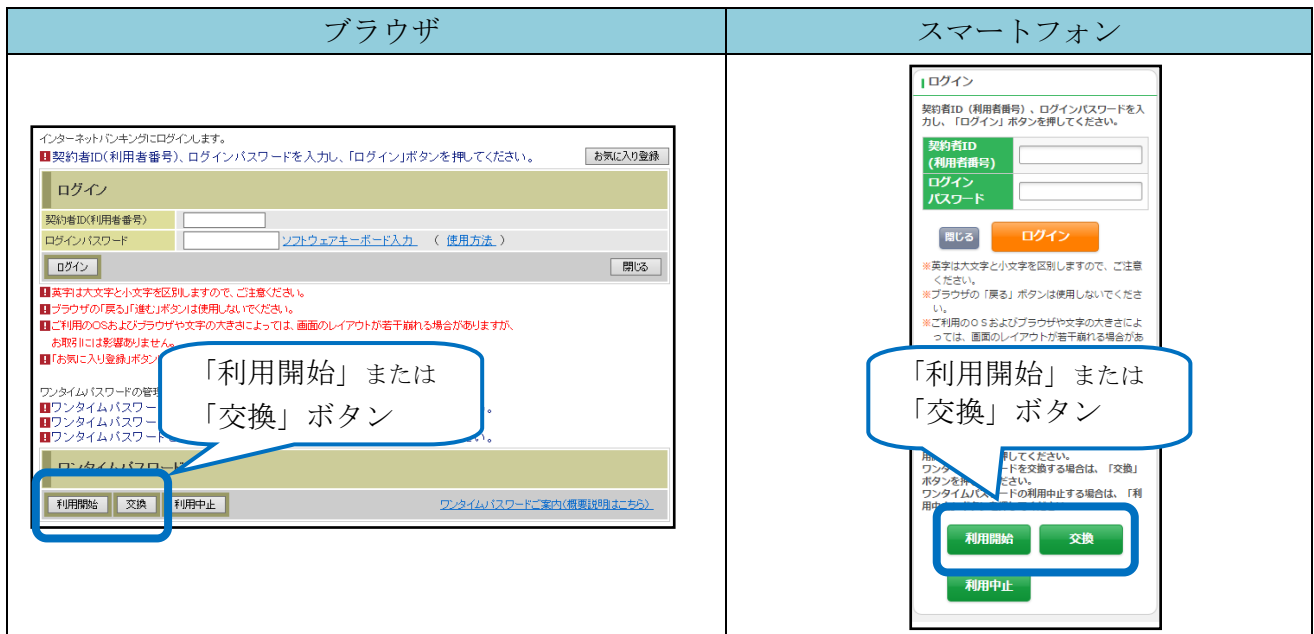 ブラウザ
スマートフォン
インターネットバンキングにログインします。
契約者ID(利用者番号)、ログインパスワードを入力し、「ログイン」ボタンを押してください。
お気に入り登録
ログイン
契約者ID(利用者番号)
ログインパスワード
ソフトウェアキーボード入力 ( 使用方法 )
ログイン
閉じる
英字は大文字と小文字を区別しますので、ご注意ください。
ブラウザの「戻る」「進む」ボタンは使用しないでください。
ご利用のOSおよびブラウザや文字の大きさによっては、画面のレイアウトが若干崩れる場合がありますが、
お取引には影響ありません。
「お気に入り登録」ボタン
ワンタイムパスワードの管理
ワンタイムパスワー
ワンタイムパスワー
ワンタイムパスワード
「利用開始」または
「交換」ボタン
ワンタイムパスワード
利用開始
交換
利用中止
ワンタイムパスワードご案内(概要説明はこちら)
ログイン
契約者ID(利用者番号)、ログインパスワードを入
力し、「ログイン」ボタンを押してください。
契約者ID
(利用者番号)
ログイン
パスワード
閉じる
ログイン
※英字は大文字と小文字を区別しますので、ご注意
ください。
※ブラウザの「戻る」ボタンは使用しないでくださ
い。
※ご利用のOSおよびブラウザや文字の大きさによ
っては、画面のレイアウトが若干崩れる場合があ
「利用開始」または
「交換」ボタン
押してください。
ワンタ ードを交換する場合は、「交換」
ボタンを押 ださい。
ワンタイムパス ードの利用中止する場合は、「利
利用開始
交換
利用中止